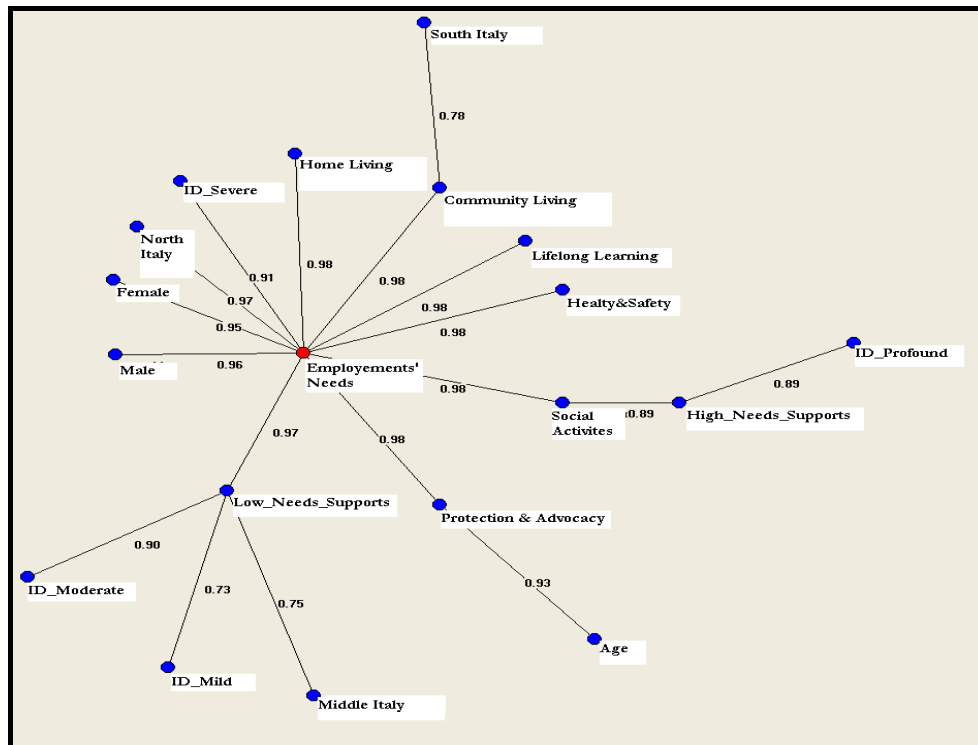 South Italy
0.78
Home Living
ID_Severe
Community Living
North
Italy
Lifelong Learning
0.98
0.91
0.98
Female
0.97
0.98
Healty&Safety
0.95
0.98
ID_Profound
Male
0.96
Employements'
Needs
0.98
0.89
Social
Activites
0.89
High_Needs_Supports
0.97
0.98
Low_Needs_Supports
Protection & Advocacy
0.90
0.93
ID_Moderate
0.73
0.75
Age
ID_Mild
Middle Italy